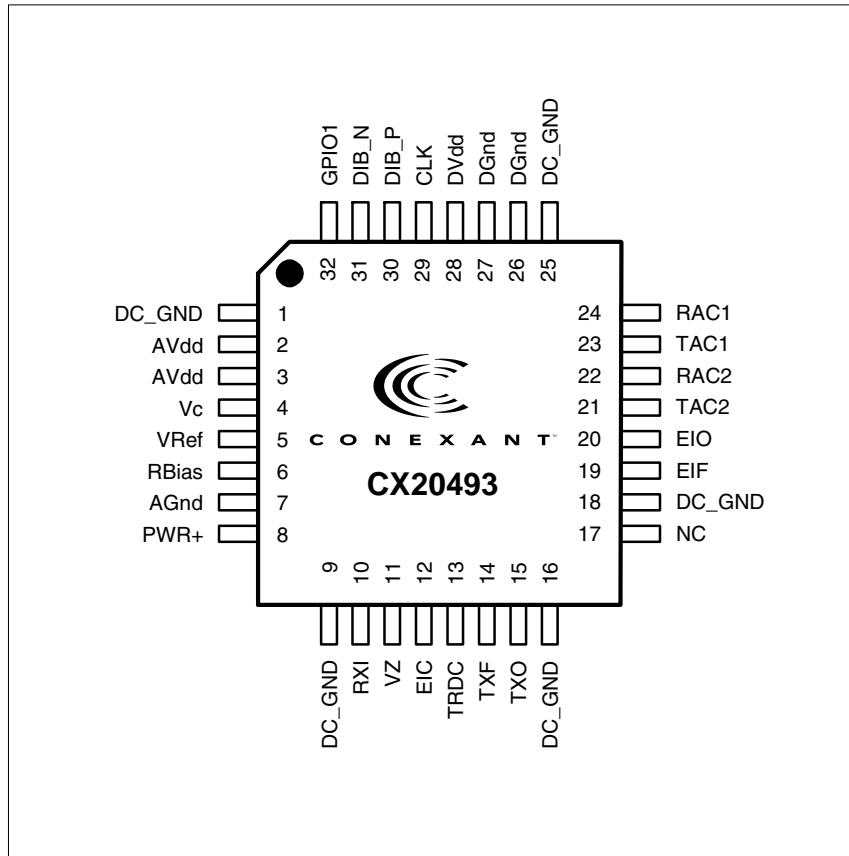 GPIO1 DIB_N DIB_P CLK DVdd DGnd DGnd DC_GND
32 31 30 29 28 27 26 25
DC_GND 1 24 RAC1
AVdd 2 23 TAC1
AVdd 3 22 RAC2
Vc 4 21 TAC2
VRef 5 CONEXANT™ 20 EIO
RBias 6 CX20493 19 EIF
AGnd 7 18 DC_GND
PWR+ 8 17 NC
9 10 11 12 13 14 15 16
DC_GND RXI VZ EIC TRDC TXF TXO DC_GND